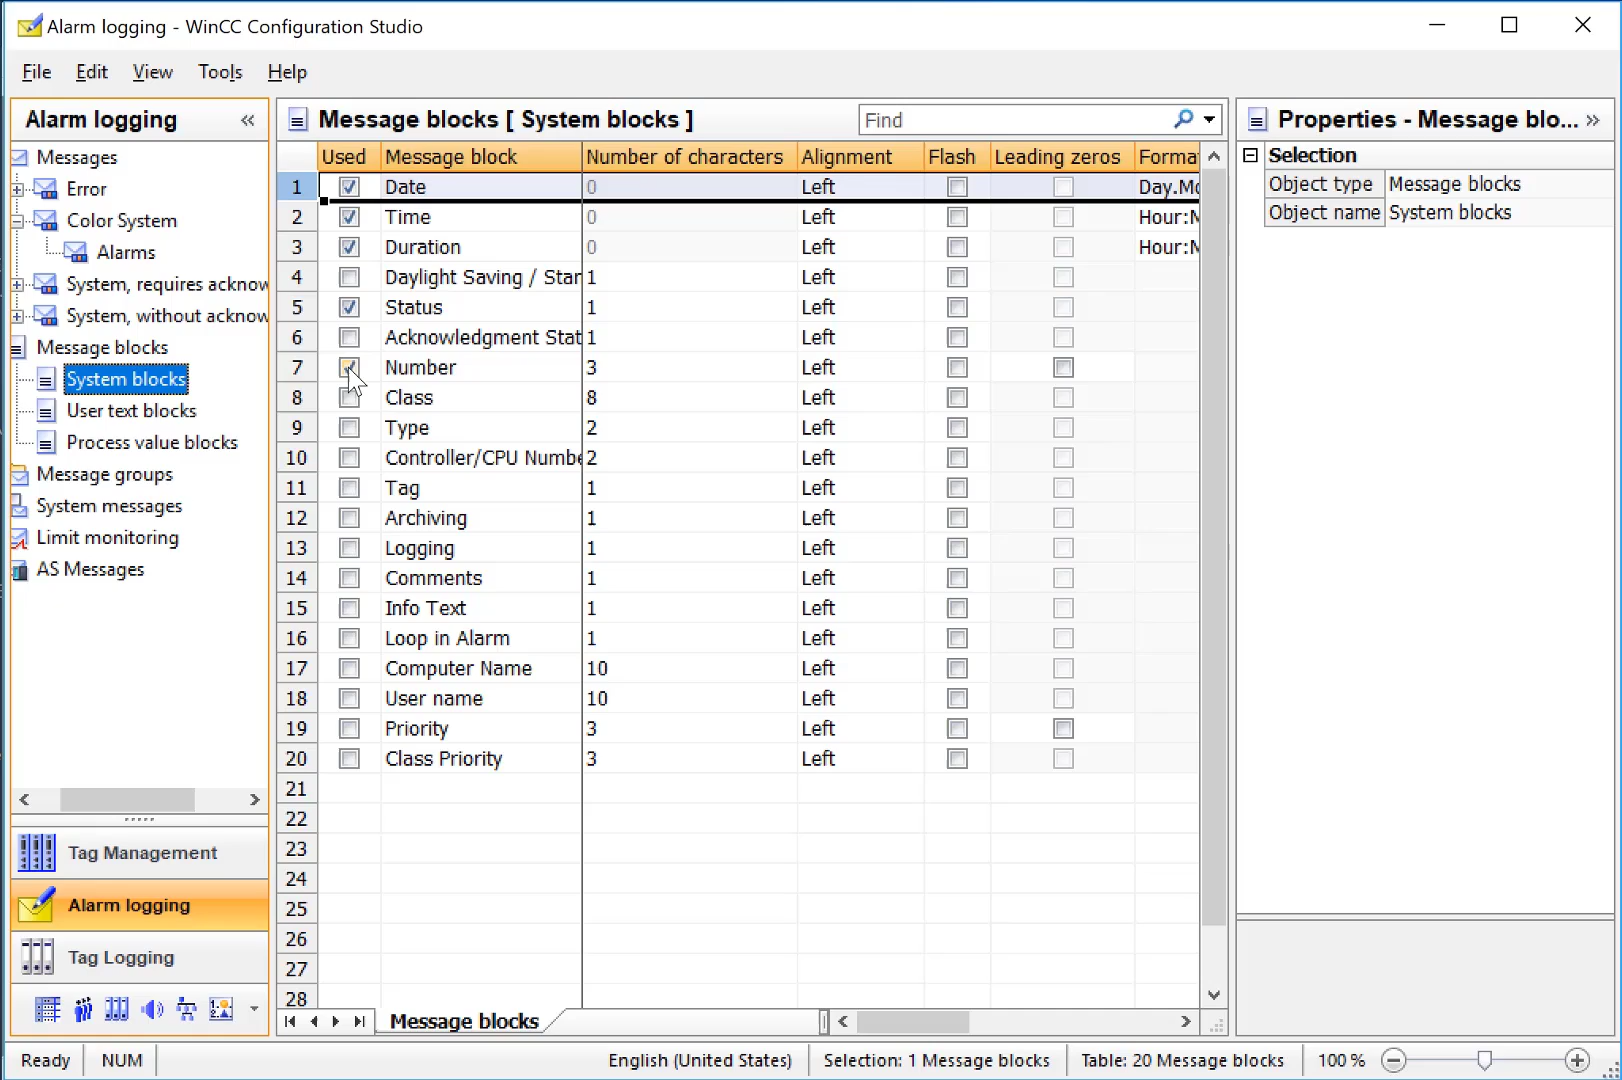 Alarm logging - WinCC Configuration Studio
File Edit View Tools Help
Alarm logging «
Messages
Error
Color System
Alarms
System, requires acknow
System, without acknow
Message blocks
System blocks
User text blocks
Process value blocks
Message groups
System messages
Limit monitoring
AS Messages
Tag Management
Alarm logging
Tag Logging
Message blocks [ System blocks ] Find
Used Message block Number of characters Alignment Flash Leading zeros Forma
1 Date 0 Left Day.Mo
2 Time 0 Left Hour:M
3 Duration 0 Left Hour:M
4 Daylight Saving / Stan 1 Left
5 Status 1 Left
6 Acknowledgment Stat 1 Left
7 Number 3 Left
8 Class 8 Left
9 Type 2 Left
10 Controller/CPU Numbe 2 Left
11 Tag 1 Left
12 Archiving 1 Left
13 Logging 1 Left
14 Comments 1 Left
15 Info Text 1 Left
16 Loop in Alarm 1 Left
17 Computer Name 10 Left
18 User name 10 Left
19 Priority 3 Left
20 Class Priority 3 Left
21
22
23
24
25
26
27
28
Message blocks
Properties - Message blo... »
Selection
Object type Message blocks
Object name System blocks
Ready NUM English (United States) Selection: 1 Message blocks Table: 20 Message blocks 100 %